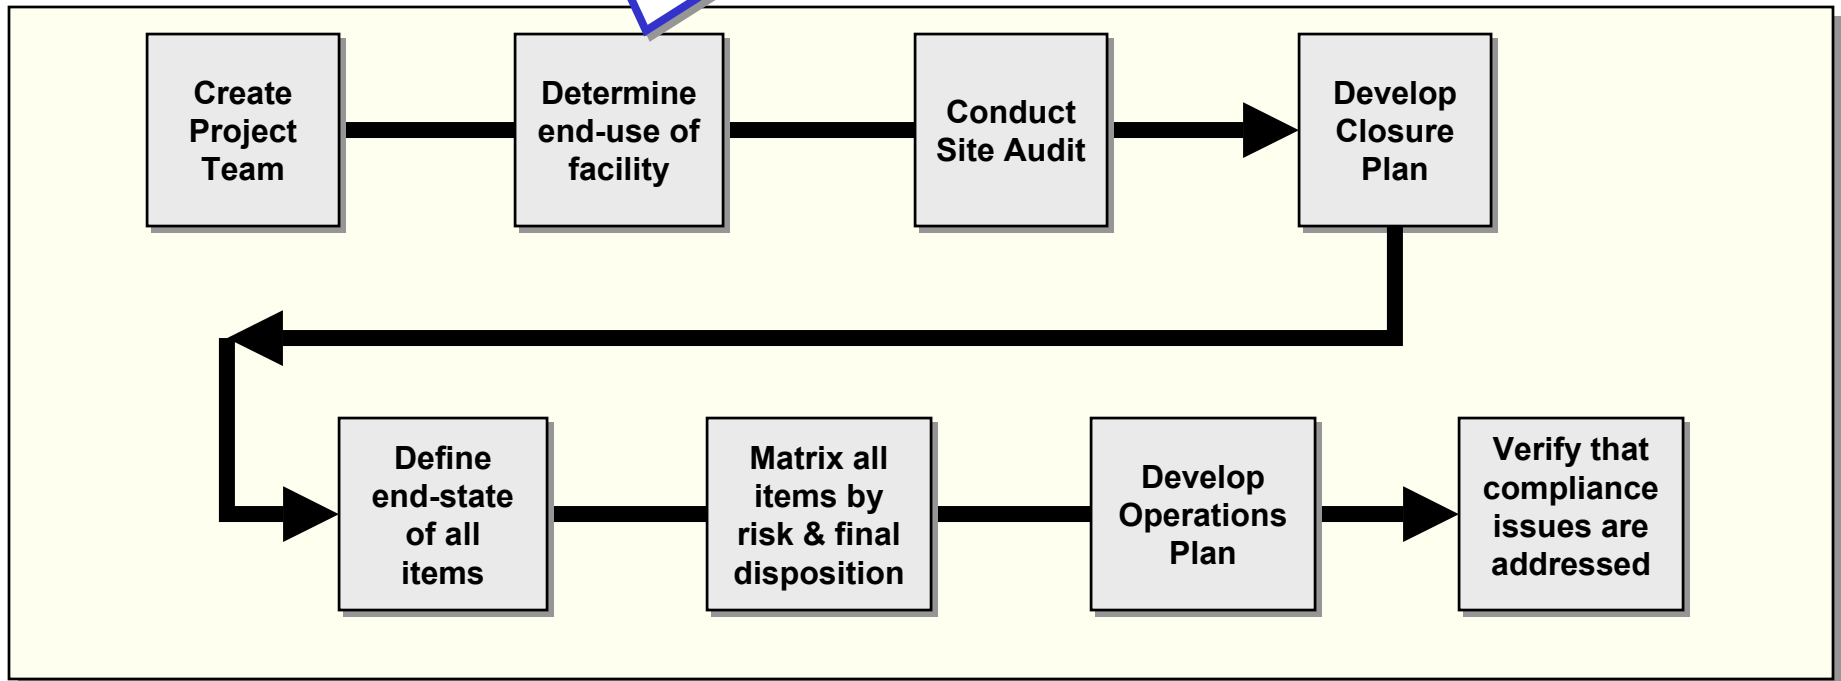 Create
Project
Team
Determine
end-use of
facility
Conduct
Site Audit
Develop
Closure
Plan
Define
end-state
of all
items
Matrix all
items by
risk & final
disposition
Develop
Operations
Plan
Verify that
compliance
issues are
addressed